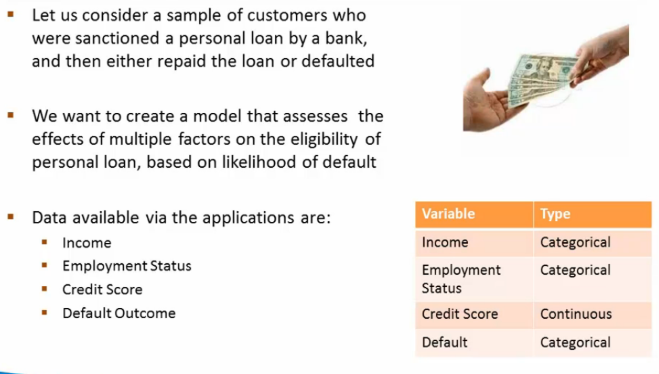 Let us consider a sample of customers who
were sanctioned a personal loan by a bank,
and then either repaid the loan or defaulted
We want to create a model that assesses the
effects of multiple factors on the eligibility of
personal loan, based on likelihood of default
Data available via the applications are:
Income
Employment Status
Credit Score
Default Outcome
Variable Type
Income Categorical
Employment Categorical
Status
Credit Score Continuous
Default Categorical